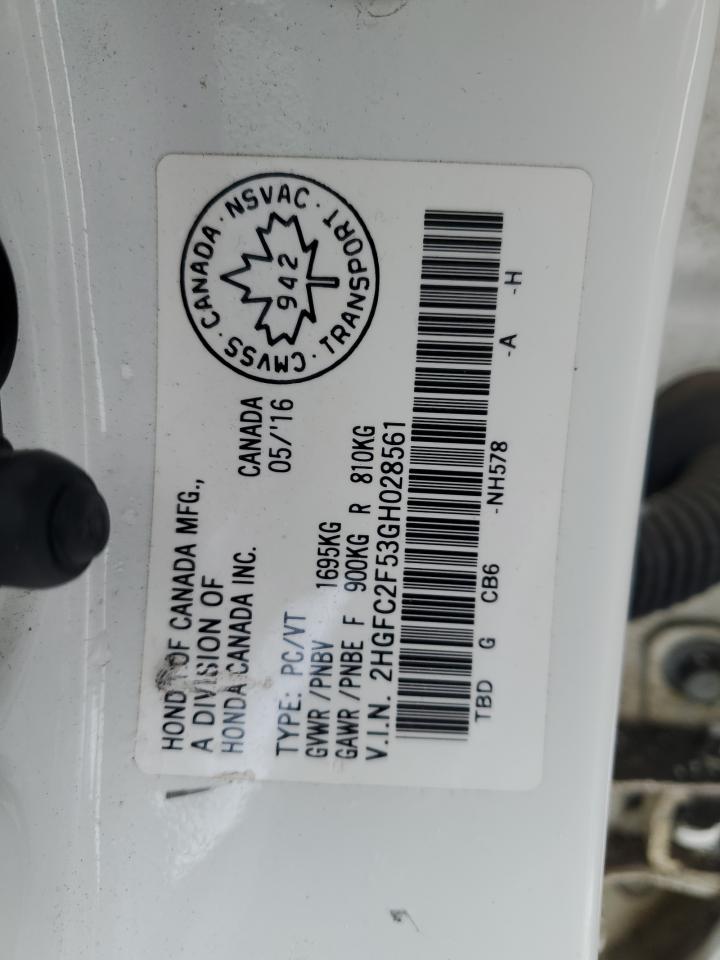 HONDA OF CANADA MFG.,
A DIVISION OF
HONDA CANADA INC.
CANADA
05/'16
CMVSS · CANADA · NSVAC · TRANSPORT ·
942
TYPE: PC/VT
GVWR/PNBV 1695KG
GAWR/PNBE F 900KG R 810KG
V.I.N. 2HGFC2F53GH028561
TBD G CB6 -NH578 -A -H